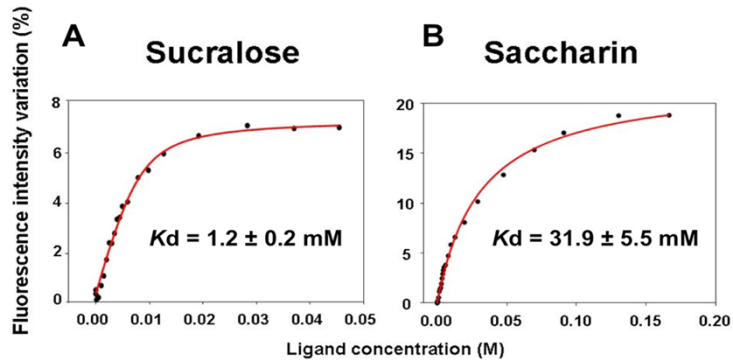 A
Sucralose
B
Saccharin
Fluorescence intensity variation (%)
8
6
4
2
0
Kd = 1.2 ± 0.2 mM
0.00 0.01 0.02 0.03 0.04 0.05
20
15
10
5
0
Kd = 31.9 ± 5.5 mM
0.00 0.05 0.10 0.15 0.20
Ligand concentration (M)